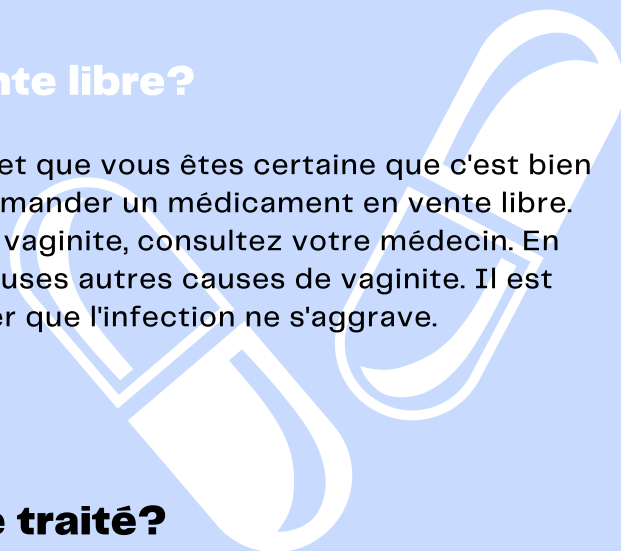 nte libre?
et que vous êtes certaine que c'est bien
mander un médicament en vente libre.
vaginite, consultez votre médecin. En
uses autres causes de vaginite. Il est
er que l'infection ne s'aggrave.
e traité?